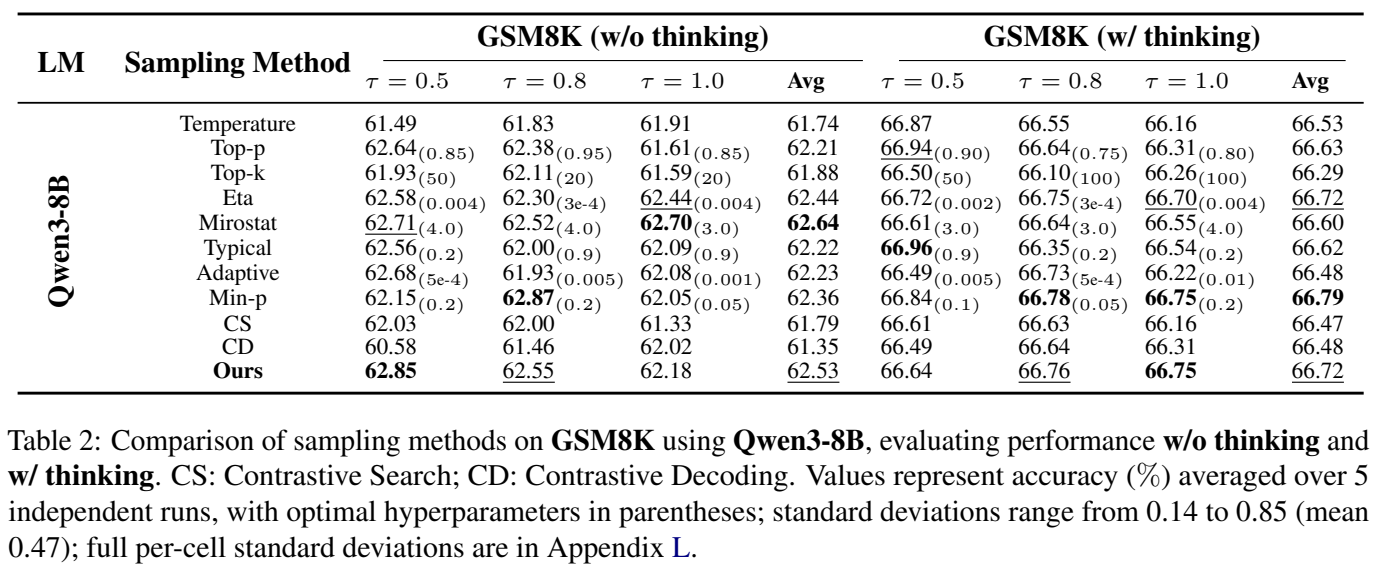 LM Sampling Method GSM8K (w/o thinking) GSM8K (w/ thinking)
τ = 0.5 τ = 0.8 τ = 1.0 Avg τ = 0.5 τ = 0.8 τ = 1.0 Avg
Qwen3-8B
Temperature 61.49 61.83 61.91 61.74 66.87 66.55 66.16 66.53
Top-p 62.64(0.85) 62.38(0.95) 61.61(0.85) 62.21 66.94(0.90) 66.64(0.75) 66.31(0.80) 66.63
Top-k 61.93(50) 62.11(20) 61.59(20) 61.88 66.50(50) 66.10(100) 66.26(100) 66.29
Eta 62.58(0.004) 62.30(3e-4) 62.44(0.004) 62.44 66.72(0.002) 66.75(3e-4) 66.70(0.004) 66.72
Mirostat 62.71(4.0) 62.52(4.0) 62.70(3.0) 62.64 66.61(3.0) 66.64(3.0) 66.55(4.0) 66.60
Typical 62.56(0.2) 62.00(0.9) 62.09(0.9) 62.22 66.96(0.9) 66.35(0.2) 66.54(0.2) 66.62
Adaptive 62.68(5e-4) 61.93(0.005) 62.08(0.001) 62.23 66.49(0.005) 66.73(5e-4) 66.22(0.01) 66.48
Min-p 62.15(0.2) 62.87(0.2) 62.05(0.05) 62.36 66.84(0.1) 66.78(0.05) 66.75(0.2) 66.79
CS 62.03 62.00 61.33 61.79 66.61 66.63 66.16 66.47
CD 60.58 61.46 62.02 61.35 66.49 66.64 66.31 66.48
Ours 62.85 62.55 62.18 62.53 66.64 66.76 66.75 66.72
Table 2: Comparison of sampling methods on GSM8K using Qwen3-8B, evaluating performance w/o thinking and
w/ thinking. CS: Contrastive Search; CD: Contrastive Decoding. Values represent accuracy (%) averaged over 5
independent runs, with optimal hyperparameters in parentheses; standard deviations range from 0.14 to 0.85 (mean
0.47); full per-cell standard deviations are in Appendix L.